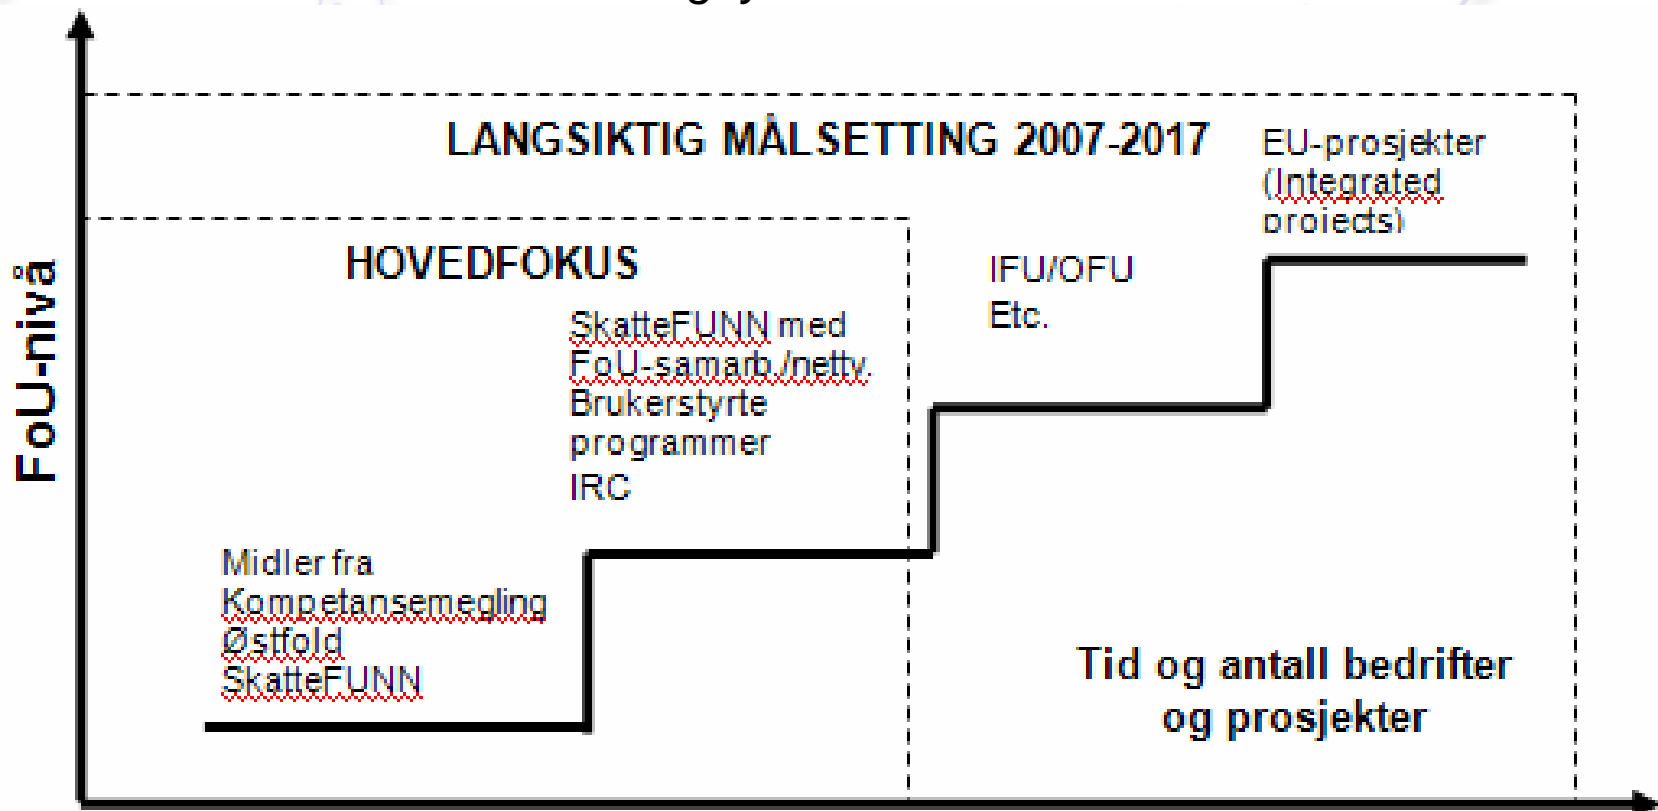 LANGSIKTIG MÅLSETTING 2007-2017
EU-prosjekter
(Integrated
projects)
HOVEDFOKUS
IFU/OFU
Etc.
SkatteFUNN med
FoU-samarb./nettv.
Brukerstyrte
programmer
IRC
FoU-nivå
Midler fra
Kompetansemegling
Østfold
SkatteFUNN
Tid og antall bedrifter
og prosjekter